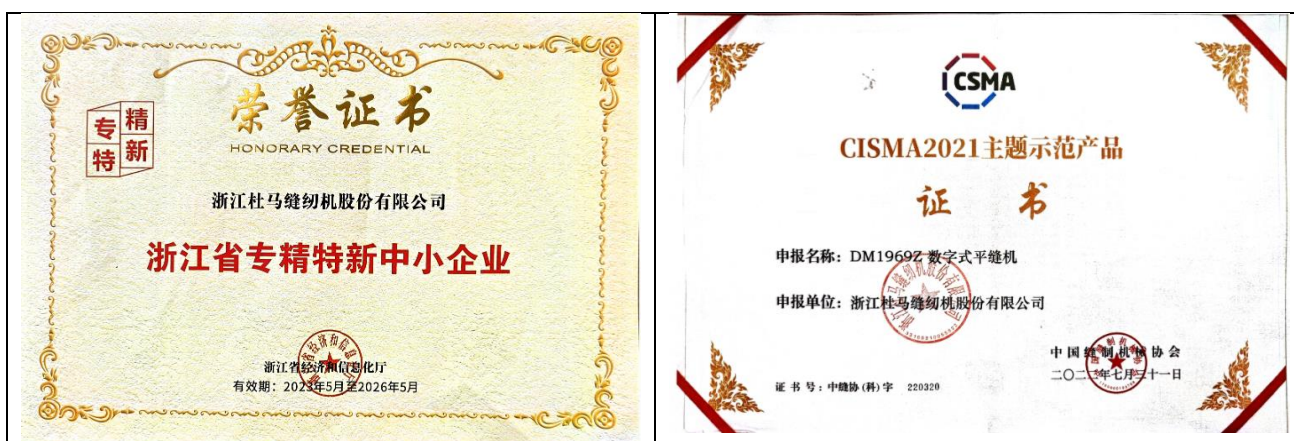 专精
特新
荣誉证书
HONORARY CREDENTIAL
浙江杜马缝纫机股份有限公司
浙江省专精特新中小企业
浙江省经济和信息化厅
有效期：2023年5月至2026年5月
CSMA
CISMA2021主题示范产品
证书
申报名称：DM1969Z 数字式平缝机
申报单位：浙江杜马缝纫机股份有限公司
中国缝制机械协会
证书号：中缝协(科)字 220320